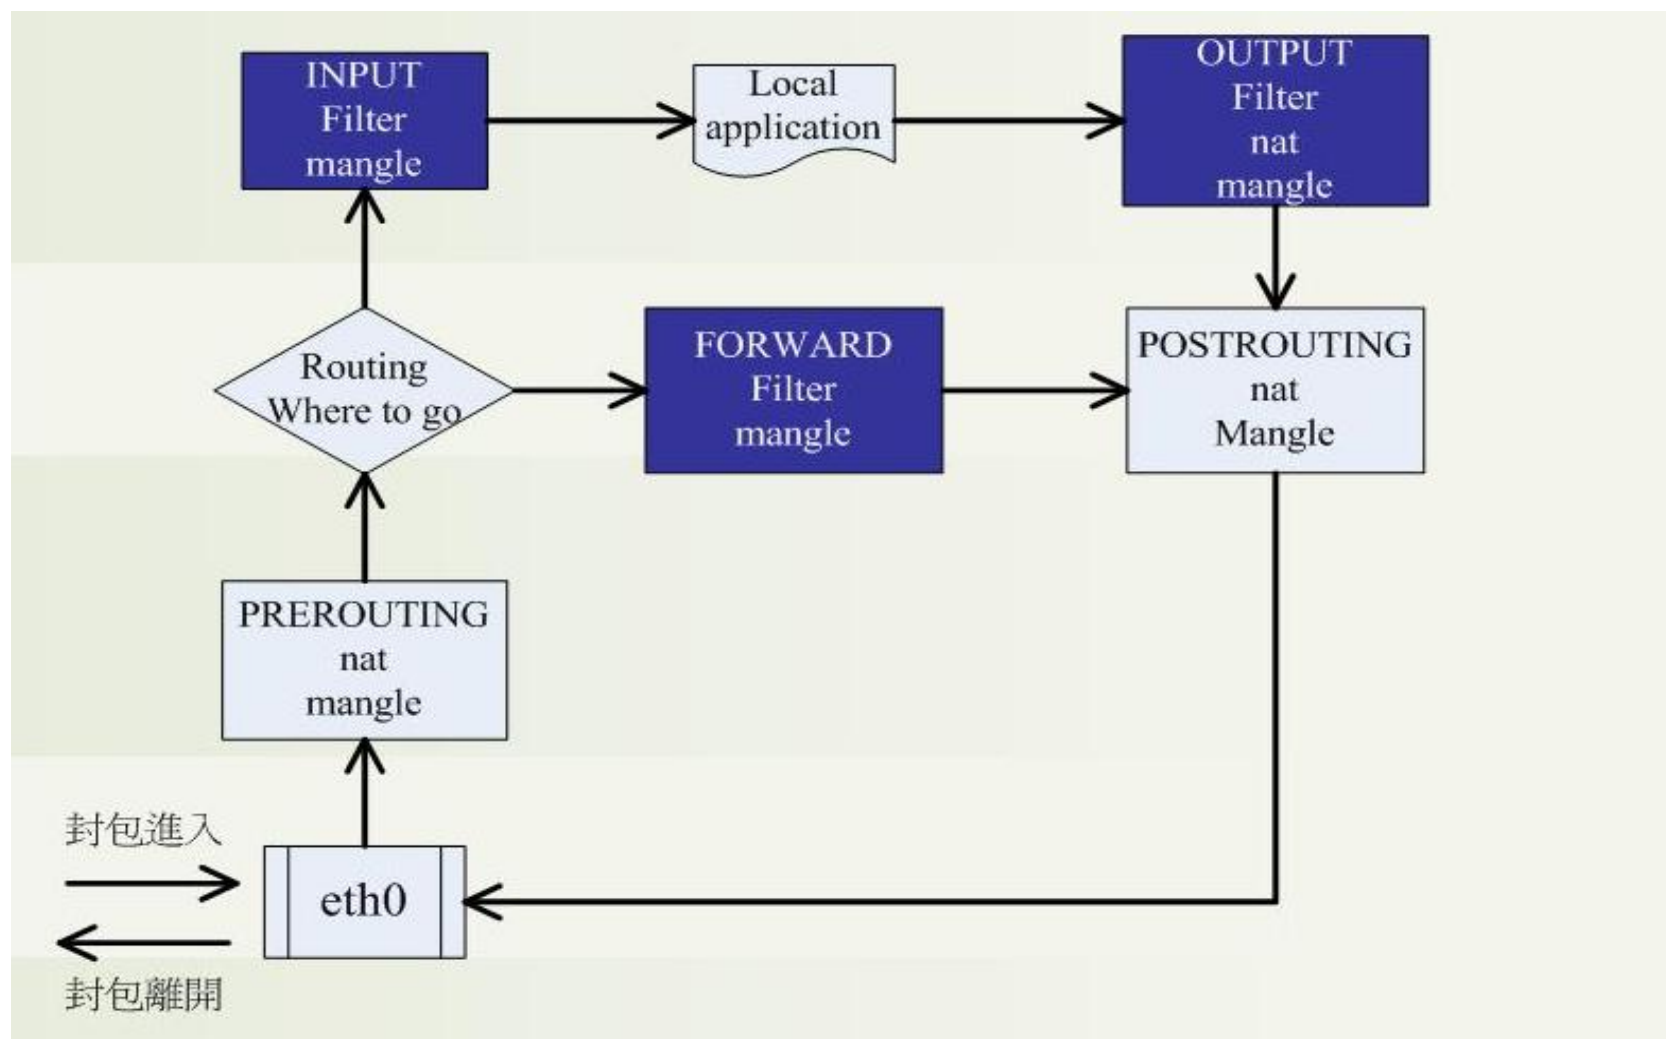 INPUT
Filter
mangle
Local
application
OUTPUT
Filter
nat
mangle
Routing
Where to go
FORWARD
Filter
mangle
POSTROUTING
nat
Mangle
PREROUTING
nat
mangle
封包進入
eth0
封包離開